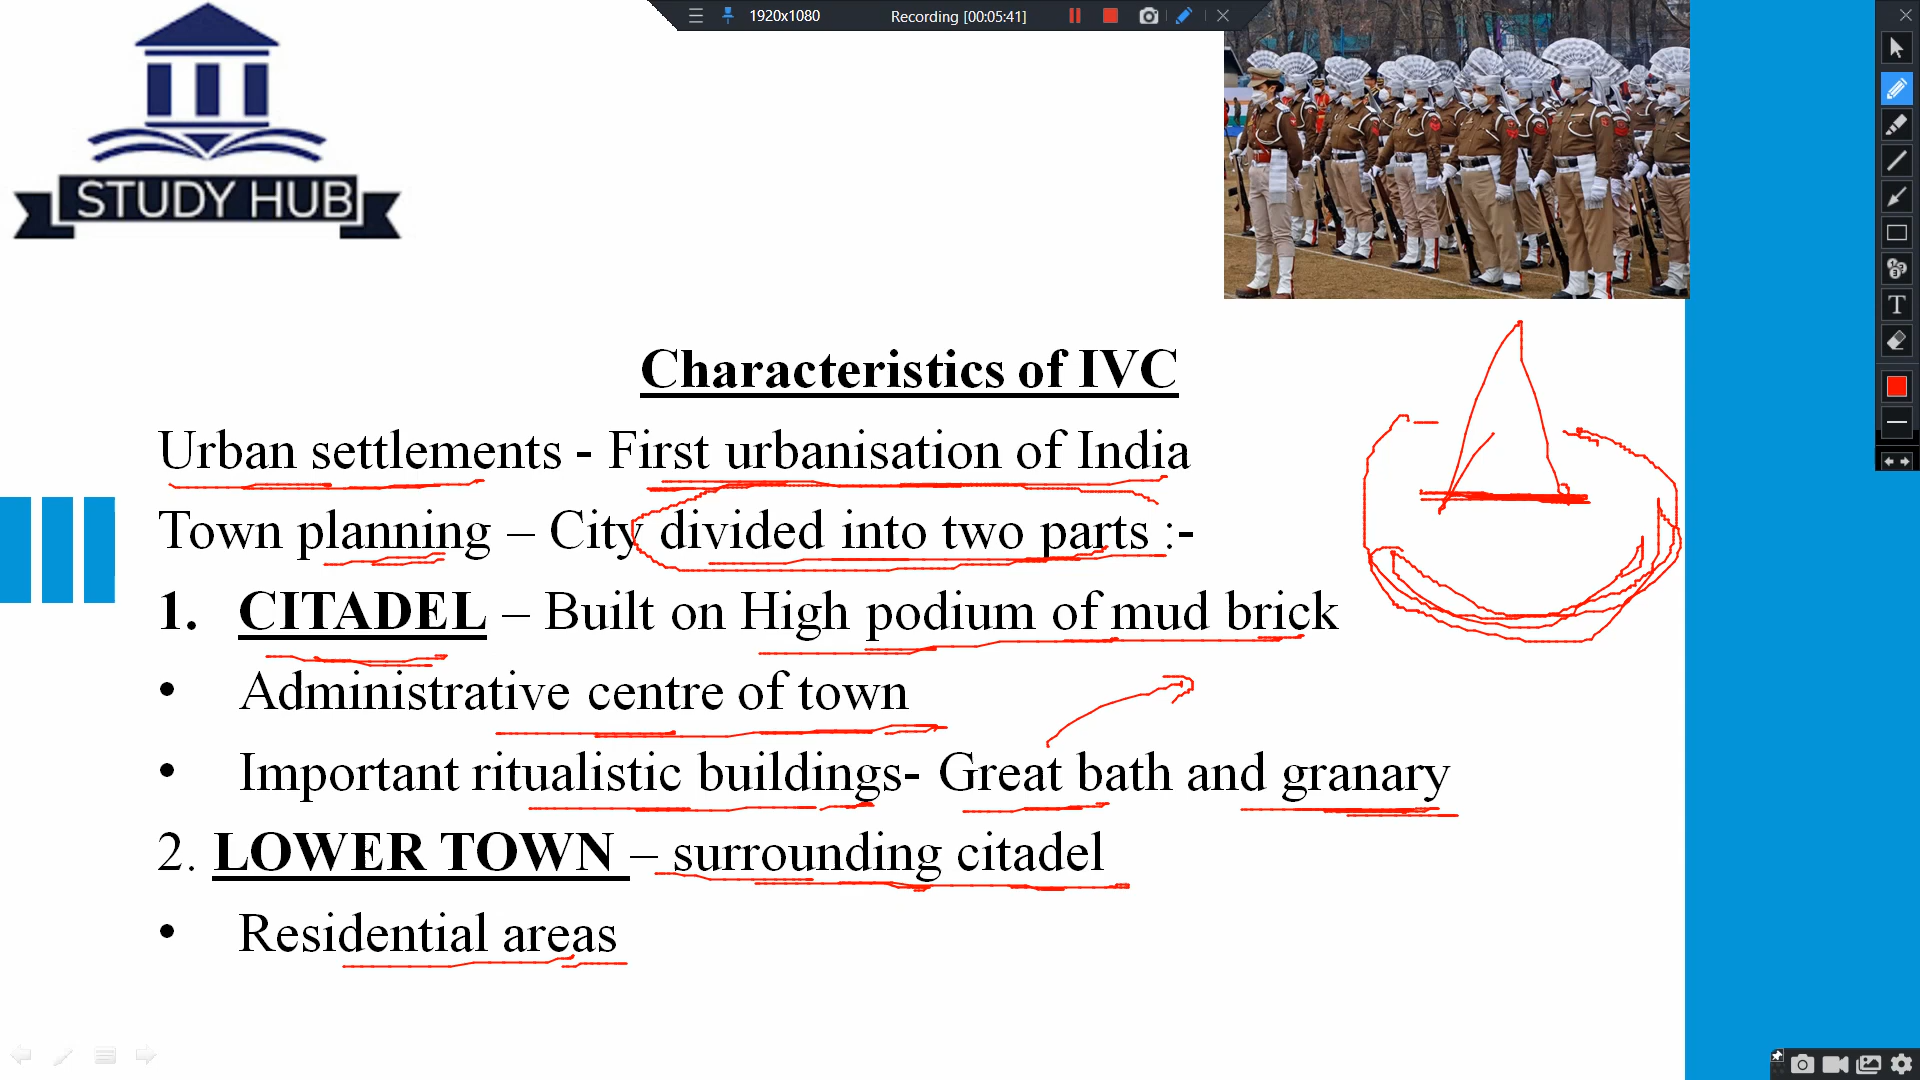 1920x1080
Recording [00:05:41]
STUDY HUB
Characteristics of IVC
Urban settlements - First urbanisation of India
Town planning – City divided into two parts :-
1. CITADEL – Built on High podium of mud brick
• Administrative centre of town
• Important ritualistic buildings- Great bath and granary
2. LOWER TOWN – surrounding citadel
• Residential areas